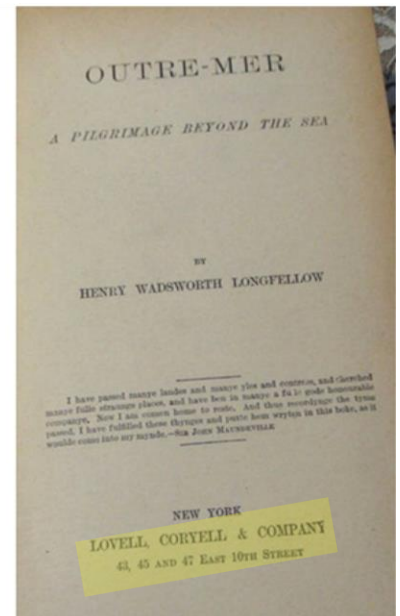 OUTRE-MER
A PILGRIMAGE BEYOND THE SEA
BY
HENRY WADSWORTH LONGFELLOW
I have passed manye landes and manye yles and contrees, and cherched
manye fulle straunge places, and have ben in manye a fulle gode honourable
companye. Now I am comen home to reste. And thus recordynge the tyme
passed, I have fulfilled these thynges and putte hem wryten in this boke, as it
woulde come into my mynde.—SIR JOHN MAUNDEVILLE
NEW YORK
LOVELL, CORYELL & COMPANY
43, 45 AND 47 EAST 10TH STREET